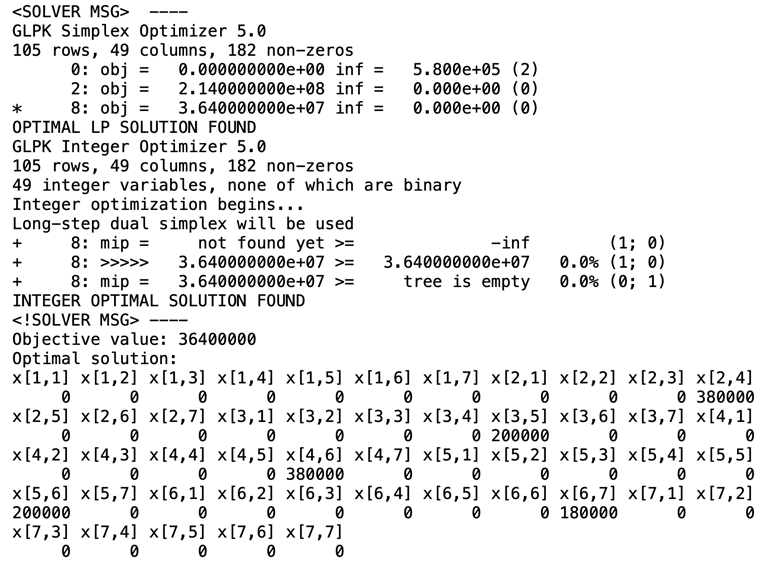 <SOLVER MSG>  ----
GLPK Simplex Optimizer 5.0
105 rows, 49 columns, 182 non-zeros
      0: obj =   0.000000000e+00 inf =   5.800e+05 (2)
      2: obj =   2.140000000e+08 inf =   0.000e+00 (0)
*     8: obj =   3.640000000e+07 inf =   0.000e+00 (0)
OPTIMAL LP SOLUTION FOUND
GLPK Integer Optimizer 5.0
105 rows, 49 columns, 182 non-zeros
49 integer variables, none of which are binary
Integer optimization begins...
Long-step dual simplex will be used
+     8: mip =     not found yet >=              -inf        (1; 0)
+     8: >>>>>   3.640000000e+07 >=   3.640000000e+07   0.0% (1; 0)
+     8: mip =   3.640000000e+07 >=     tree is empty   0.0% (0; 1)
INTEGER OPTIMAL SOLUTION FOUND
<!SOLVER MSG> ----
Objective value: 36400000
Optimal solution:
x[1,1] x[1,2] x[1,3] x[1,4] x[1,5] x[1,6] x[1,7] x[2,1] x[2,2] x[2,3] x[2,4]
     0      0      0      0      0      0      0      0      0      0 380000
x[2,5] x[2,6] x[2,7] x[3,1] x[3,2] x[3,3] x[3,4] x[3,5] x[3,6] x[3,7] x[4,1]
     0      0      0      0      0      0      0 200000      0      0      0
x[4,2] x[4,3] x[4,4] x[4,5] x[4,6] x[4,7] x[5,1] x[5,2] x[5,3] x[5,4] x[5,5]
     0      0      0      0 380000      0      0      0      0      0      0
x[5,6] x[5,7] x[6,1] x[6,2] x[6,3] x[6,4] x[6,5] x[6,6] x[6,7] x[7,1] x[7,2]
200000      0      0      0      0      0      0      0 180000      0      0
x[7,3] x[7,4] x[7,5] x[7,6] x[7,7]
     0      0      0      0      0